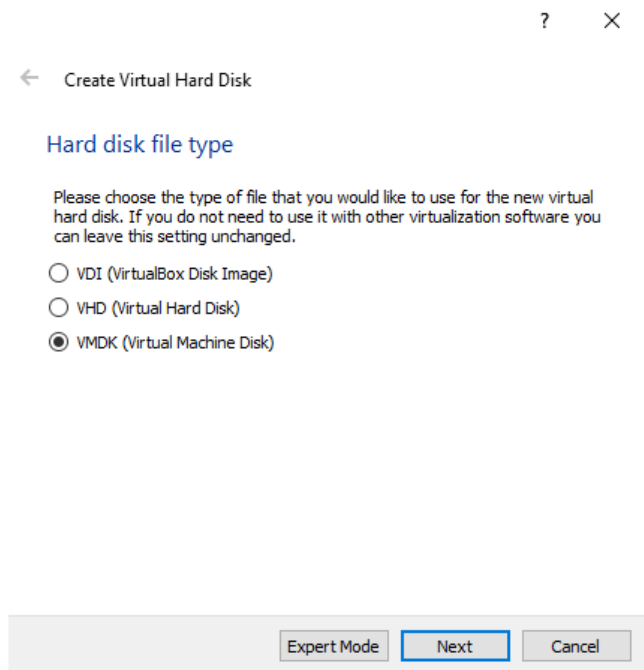 ?
Create Virtual Hard Disk
Hard disk file type
Please choose the type of file that you would like to use for the new virtual
hard disk. If you do not need to use it with other virtualization software you
can leave this setting unchanged.
VDI (VirtualBox Disk Image)
VHD (Virtual Hard Disk)
VMDK (Virtual Machine Disk)
Expert Mode Next Cancel